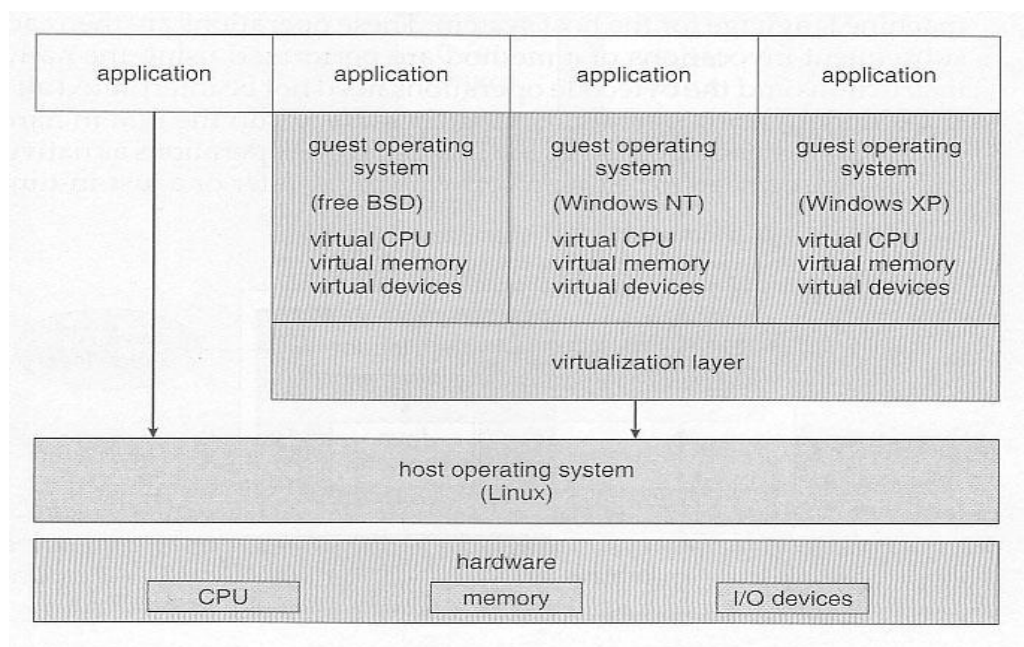 application
application
application
application
guest operating
system
(free BSD)
virtual CPU
virtual memory
virtual devices
guest operating
system
(Windows NT)
virtual CPU
virtual memory
virtual devices
guest operating
system
(Windows XP)
virtual CPU
virtual memory
virtual devices
virtualization layer
host operating system
(Linux)
hardware
CPU
memory
I/O devices